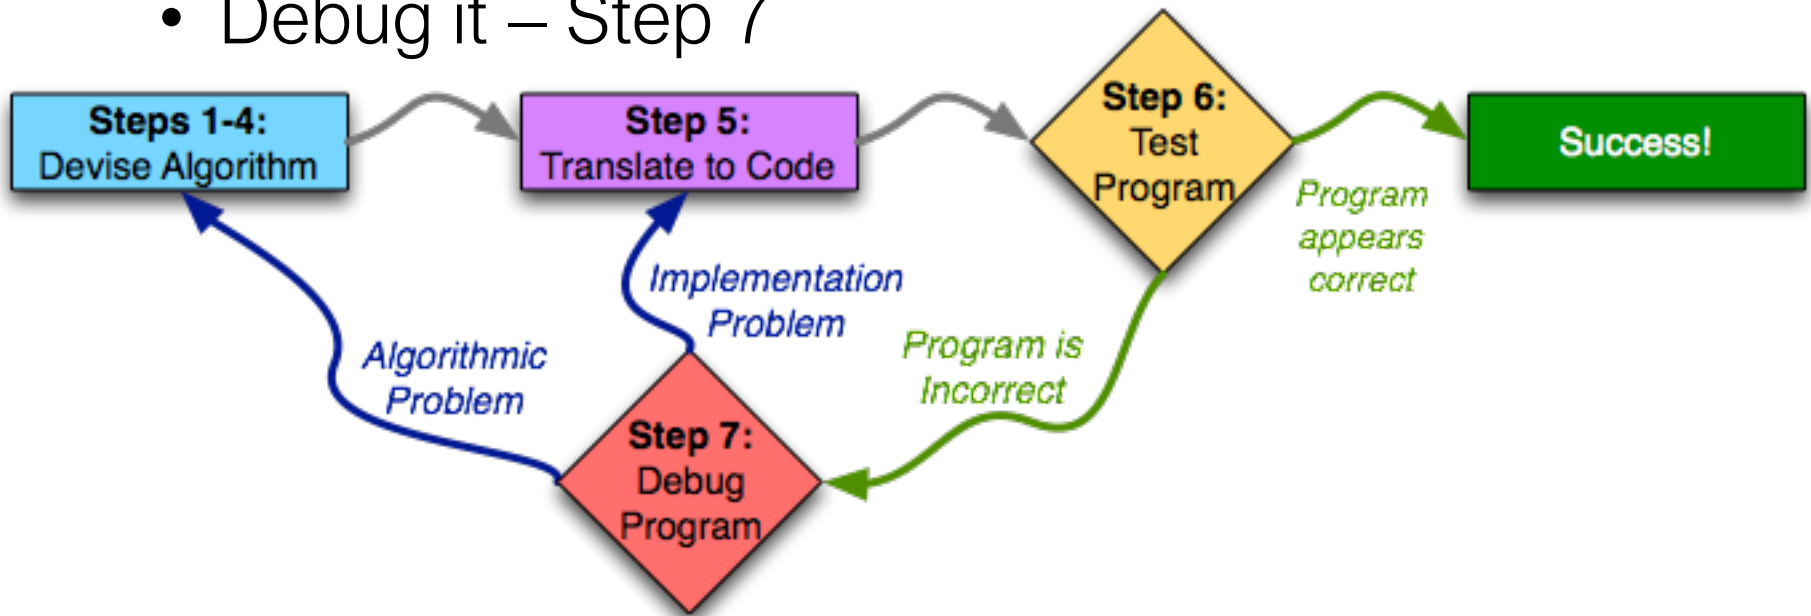 • Debug it – Step 7
Steps 1-4:
Devise Algorithm
Step 5:
Translate to Code
Step 6:
Test
Program
Success!
Program
appears
correct
Implementation
Problem
Algorithmic
Problem
Program is
Incorrect
Step 7:
Debug
Program